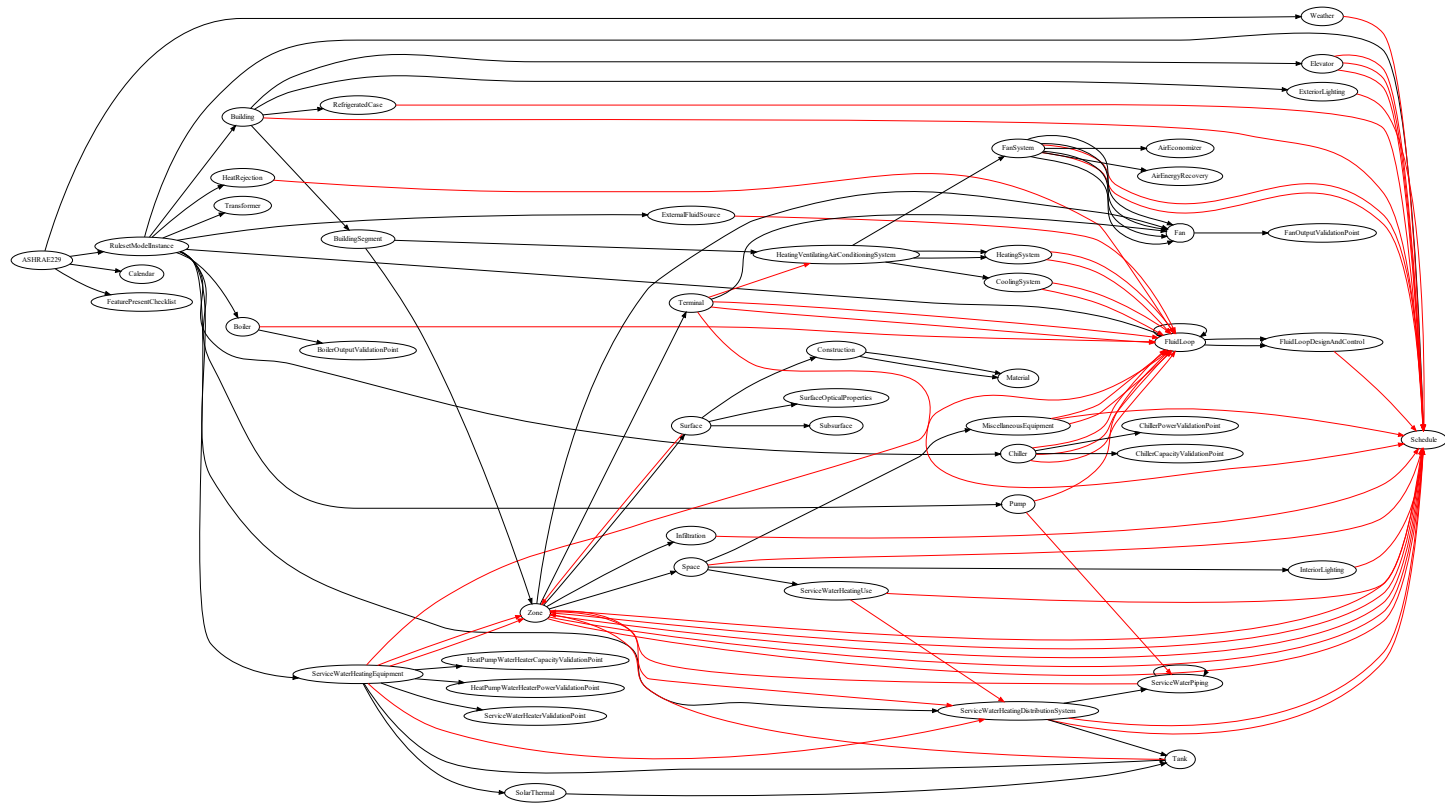 Weather
Elevator
ExteriorLighting
RefrigeratedCase
Building
FanSystem
AirEconomizer
AirEnergyRecovery
HeatRejection
Transformer
ExternalFluidSource
Fan
FanOutputValidationPoint
BuildingSegment
RulesetModelInstance
HeatingVentilatingAirConditioningSystem
HeatingSystem
ASHRAE229
Calendar
CoolingSystem
FeaturePresentChecklist
Terminal
Boiler
FluidLoop
FluidLoopDesignAndControl
BoilerOutputValidationPoint
Construction
Material
SurfaceOpticalProperties
Surface
Subsurface
MiscellaneousEquipment
ChillerPowerValidationPoint
Schedule
Chiller
ChillerCapacityValidationPoint
Pump
Infiltration
Space
InteriorLighting
ServiceWaterHeatingUse
Zone
HeatPumpWaterHeaterCapacityValidationPoint
ServiceWaterHeatingEquipment
ServiceWaterPiping
HeatPumpWaterHeaterPowerValidationPoint
ServiceWaterHeatingDistributionSystem
ServiceWaterHeaterValidationPoint
Tank
SolarThermal